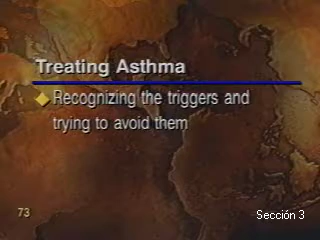 Treating Asthma
Recognizing the triggers and
trying to avoid them
73
Sección 3